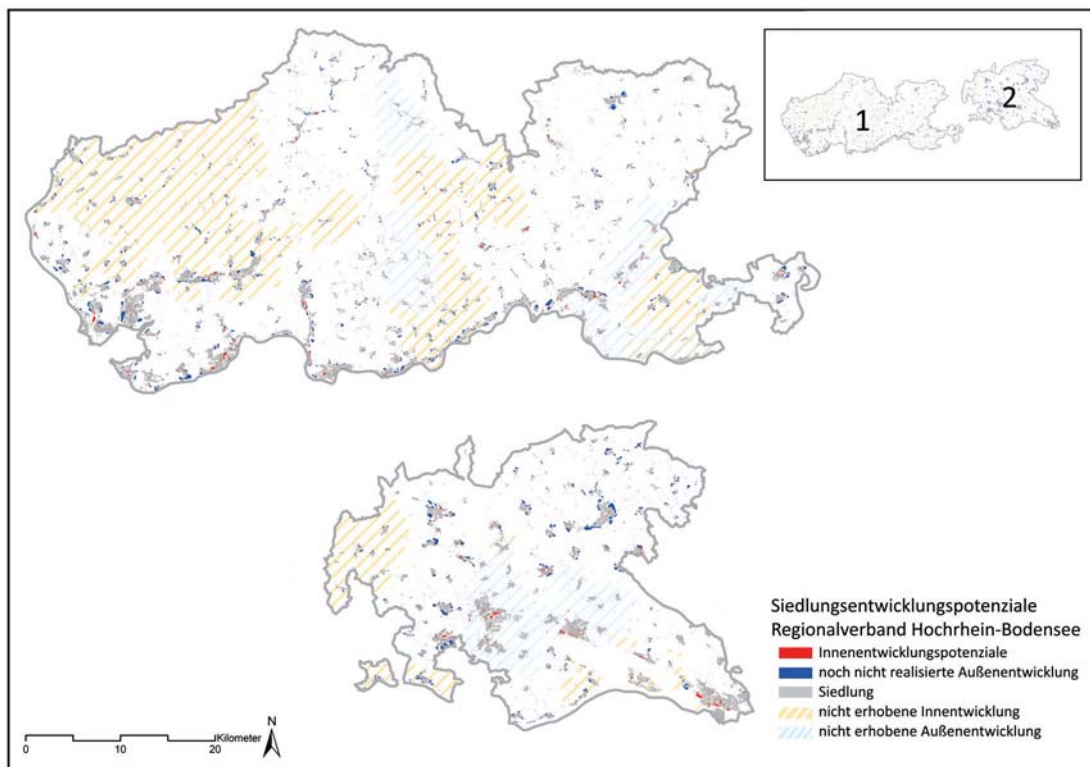 1
2
Siedlungsentwicklungspotenziale
Regionalverband Hochrhein-Bodensee
Innenentwicklungspotenziale
noch nicht realisierte Außenentwicklung
Siedlung
nicht erhobene Innentwicklung
nicht erhobene Außenentwicklung
Kilometer
0 10 20
N